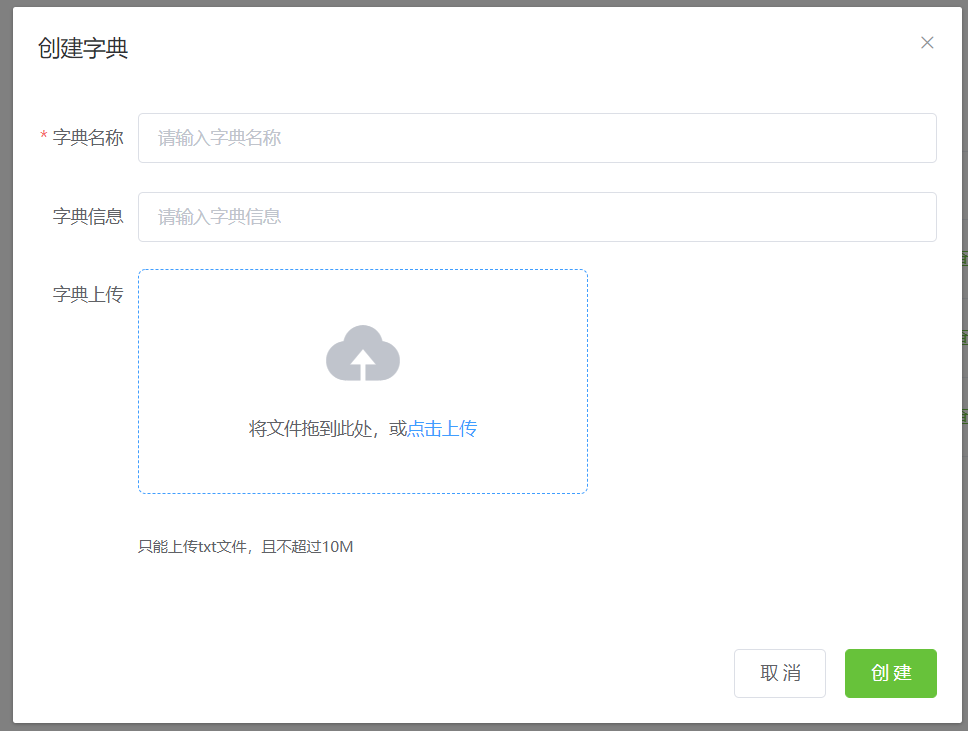 创建字典
* 字典名称 请输入字典名称
字典信息 请输入字典信息
字典上传
将文件拖到此处，或点击上传
只能上传txt文件，且不超过10M
取消 创建